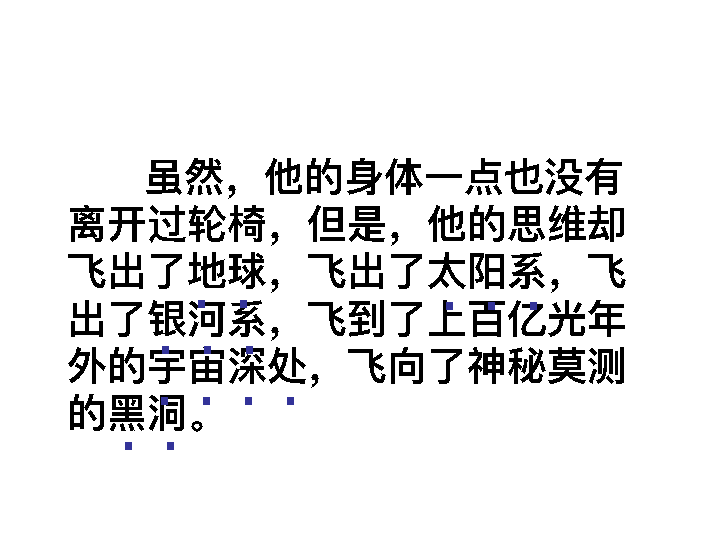 虽然，他的身体一点也没有
离开过轮椅，但是，他的思维却
飞出了地球，飞出了太阳系，飞
出了银河系，飞到了上百亿光年
外的宇宙深处，飞向了神秘莫测
的黑洞。